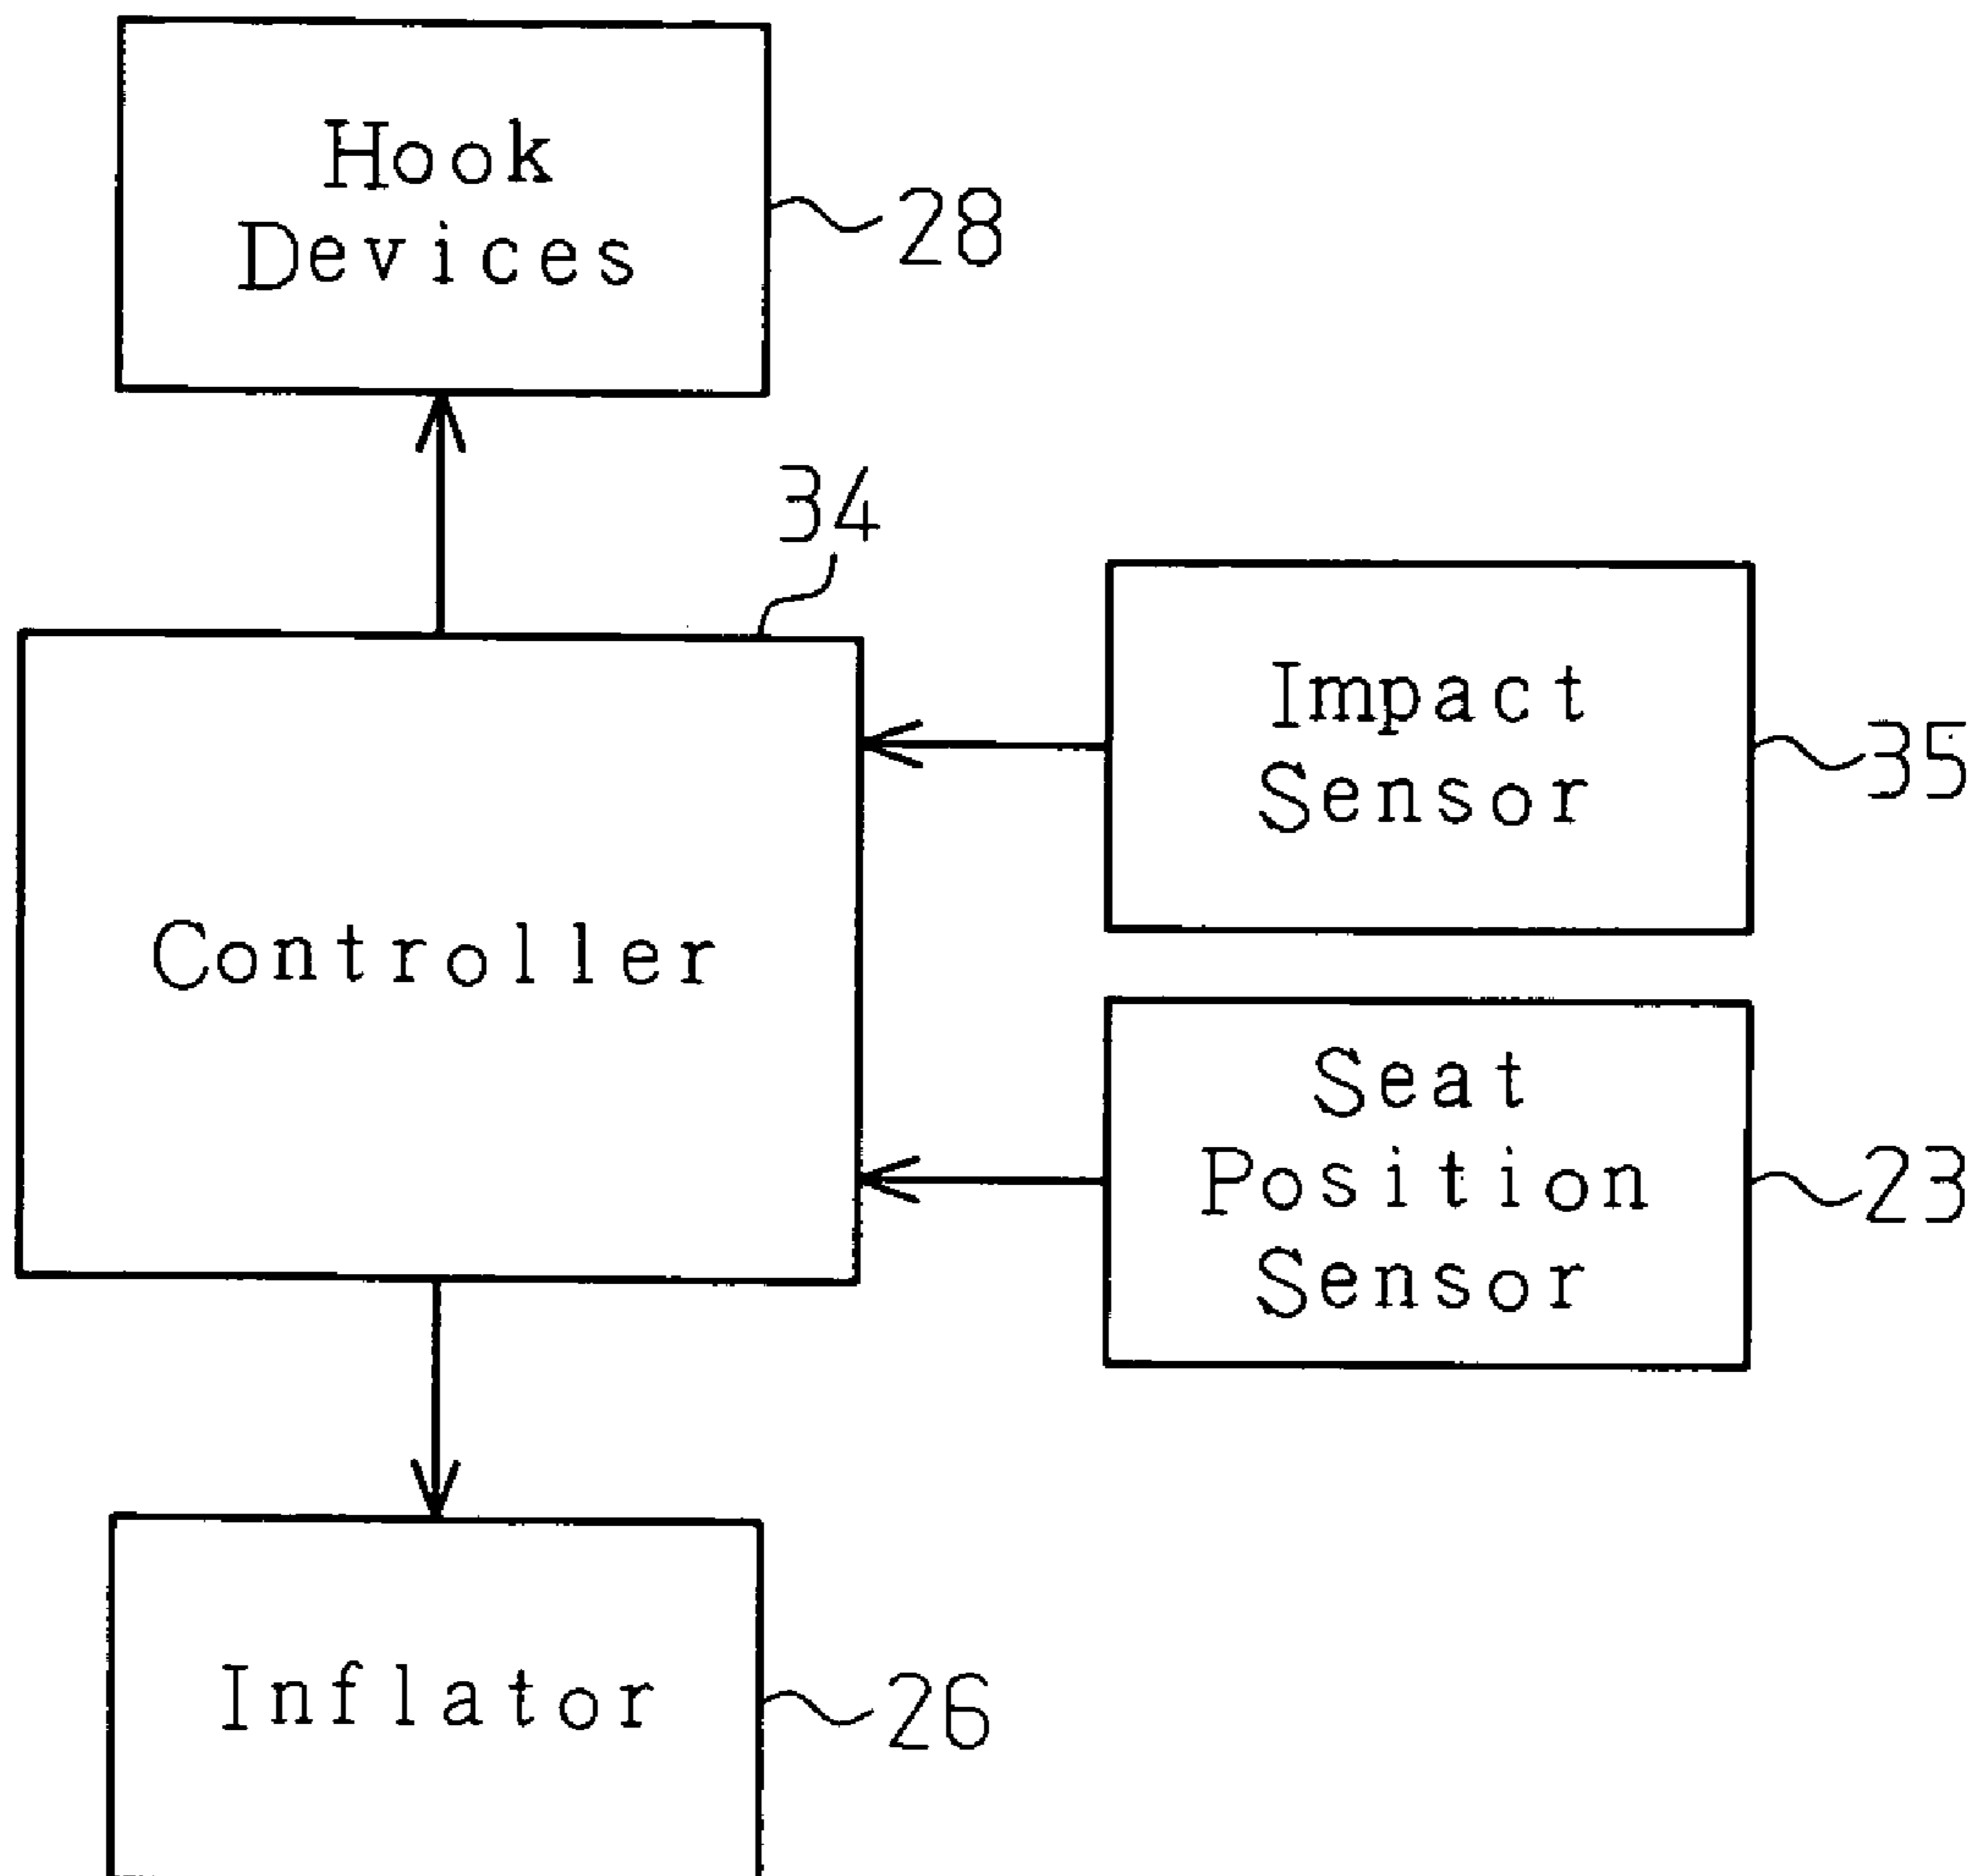 Hook
Devices
28
34
Impact
Sensor
35
Controller
Seat
Position
Sensor
23
Inflator
26